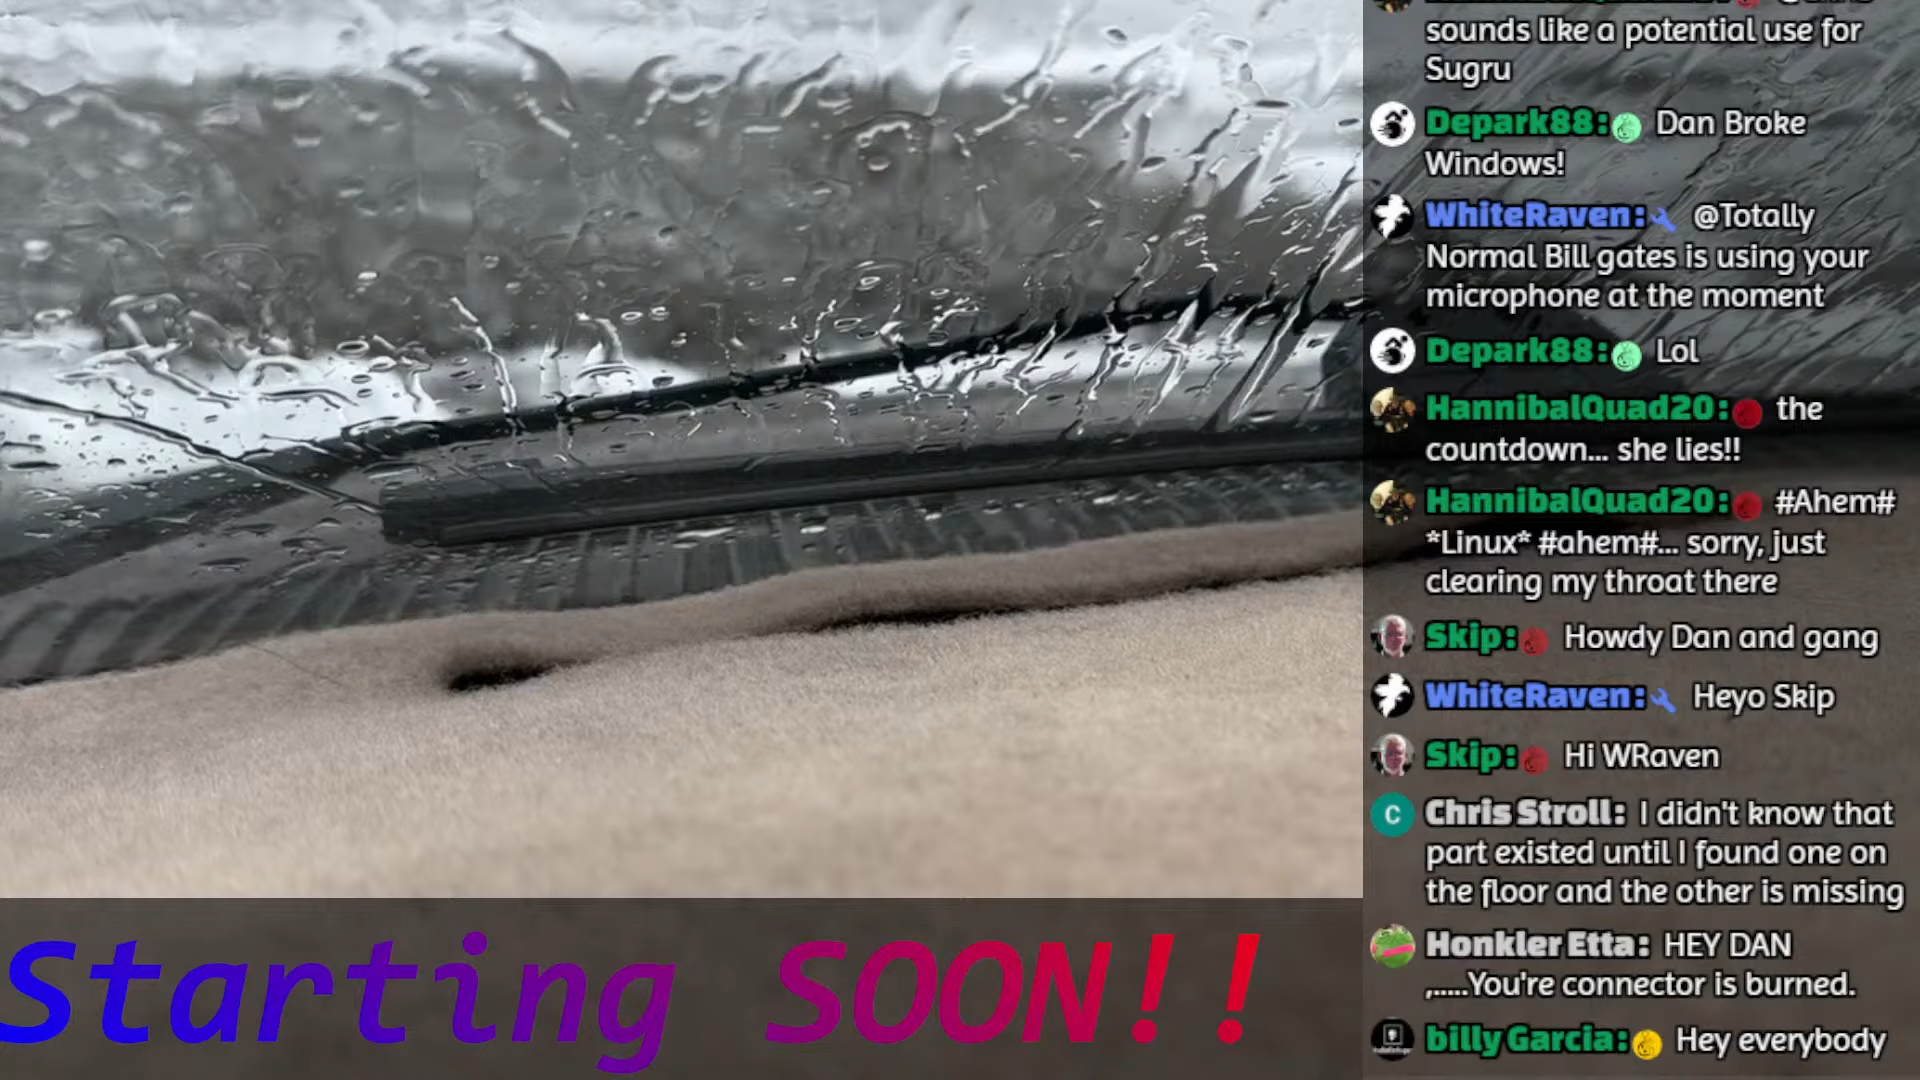 Starting SOON!!
sounds like a potential use for
Sugru
Depark88: Dan Broke
Windows!
WhiteRaven: @Totally
Normal Bill gates is using your
microphone at the moment
Depark88: Lol
HannibalQuad20: the
countdown... she lies!!
HannibalQuad20: #Ahem#
*Linux* #ahem#... sorry, just
clearing my throat there
Skip: Howdy Dan and gang
WhiteRaven: Heyo Skip
Skip: Hi WRaven
C Chris Stroll: I didn't know that
part existed until I found one on
the floor and the other is missing
Honkler Etta: HEY DAN
,.....You're connector is burned.
billy Garcia: Hey everybody